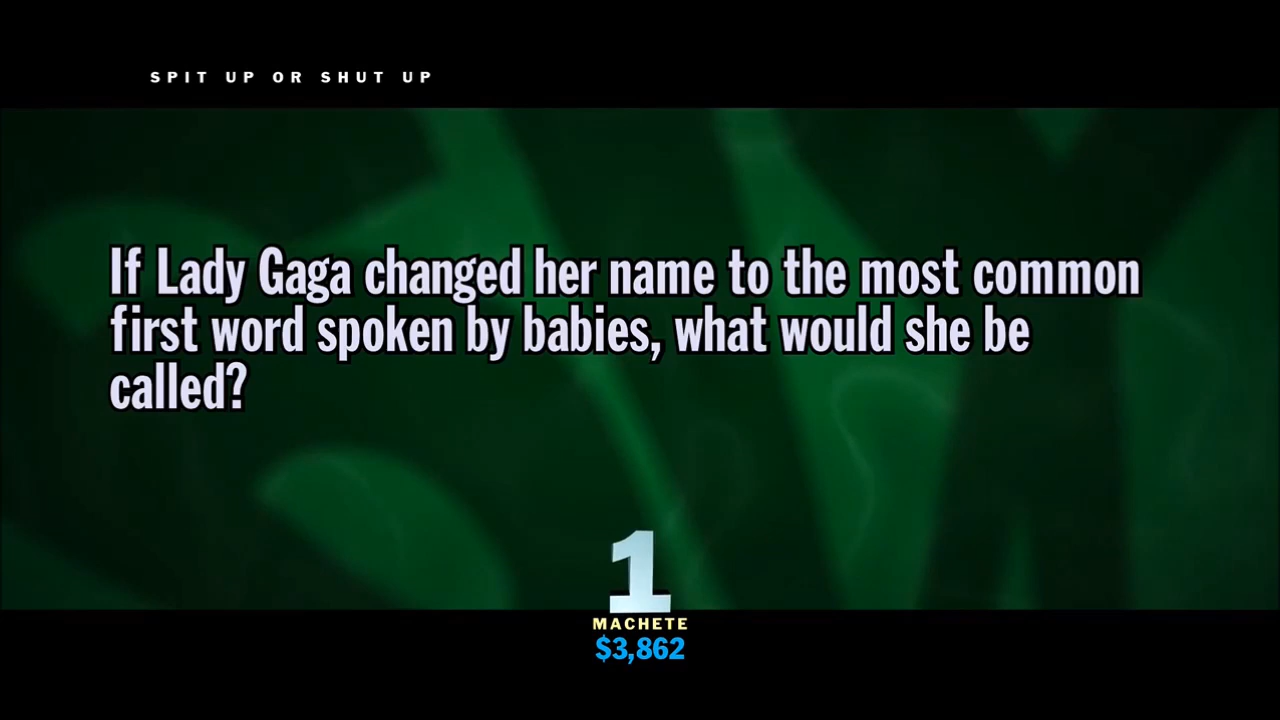 SPIT UP OR SHUT UP
If Lady Gaga changed her name to the most common
first word spoken by babies, what would she be
called?
1
MACHETE
$3,862